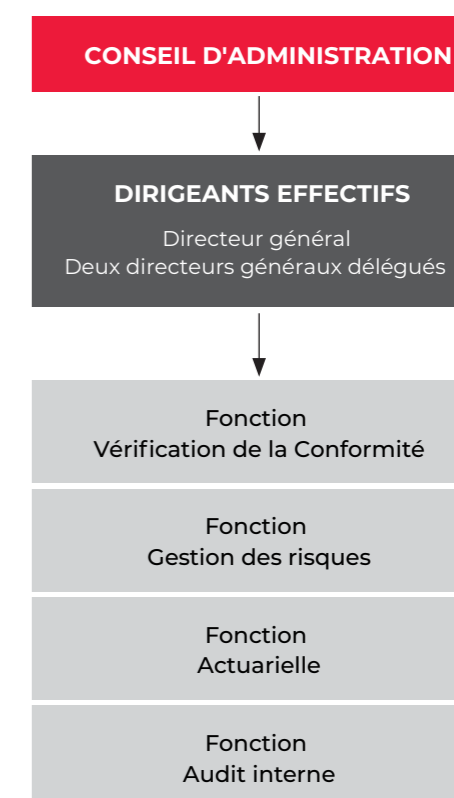 CONSEIL D'ADMINISTRATION
DIRIGEANTS EFFECTIFS
Directeur général
Deux directeurs généraux délégués
Fonction
Vérification de la Conformité
Fonction
Gestion des risques
Fonction
Actuarielle
Fonction
Audit interne